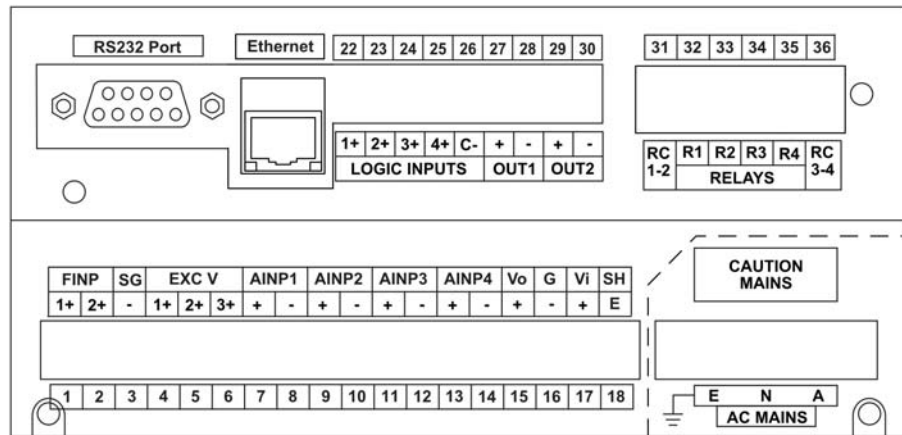 RS232 Port Ethernet 22 23 24 25 26 27 28 29 30 31 32 33 34 35 36
1+ 2+ 3+ 4+ C- + - + - RC 1-2 R1 R2 R3 R4 RC 3-4
LOGIC INPUTS OUT1 OUT2 RELAYS
CAUTION
MAINS
FINP SG EXC V AINP1 AINP2 AINP3 AINP4 Vo G Vi SH
1+ 2+ - 1+ 2+ 3+ + - + - + - + - + - + E
1 2 3 4 5 6 7 8 9 10 11 12 13 14 15 16 17 18
E N A
AC MAINS